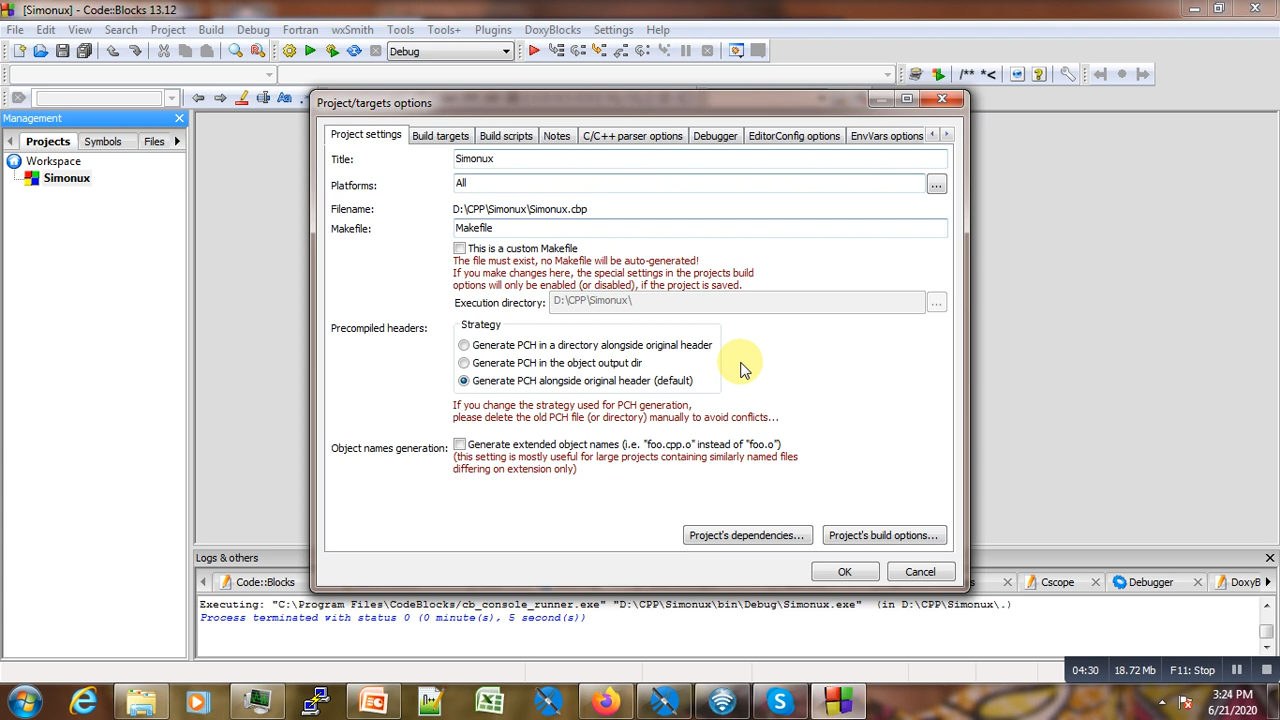 [Simonux] - Code::Blocks 13.12
File Edit View Search Project Build Debug Fortran wxSmith Tools Tools+ Plugins DoxyBlocks Settings Help
Debug
/** *<
Management
Projects Symbols Files
Workspace
Simonux
Project/targets options
Project settings Build targets Build scripts Notes C/C++ parser options Debugger EditorConfig options EnvVars options
Title: Simonux
Platforms: All ...
Filename: D:\CPP\Simonux\Simonux.cbp
Makefile: Makefile
This is a custom Makefile
The file must exist, no Makefile will be auto-generated!
If you make changes here, the special settings in the projects build
options will only be enabled (or disabled), if the project is saved.
Execution directory: D:\CPP\Simonux\ ...
Precompiled headers: Strategy
Generate PCH in a directory alongside original header
Generate PCH in the object output dir
Generate PCH alongside original header (default)
If you change the strategy used for PCH generation,
please delete the old PCH file (or directory) manually to avoid conflicts...
Object names generation: Generate extended object names (i.e. "foo.cpp.o" instead of "foo.o")
(this setting is mostly useful for large projects containing similarly named files
differing on extension only)
Project's dependencies... Project's build options...
OK Cancel
Logs & others
Code::Blocks Cscope Debugger DoxyB
Executing: "C:\Program Files\CodeBlocks/cb_console_runner.exe" "D:\CPP\Simonux\bin\Debug\Simonux.exe" (in D:\CPP\Simonux\.)
Process terminated with status 0 (0 minute(s), 5 second(s))
04:30 18.72 Mb F11: Stop
3:24 PM
6/21/2020